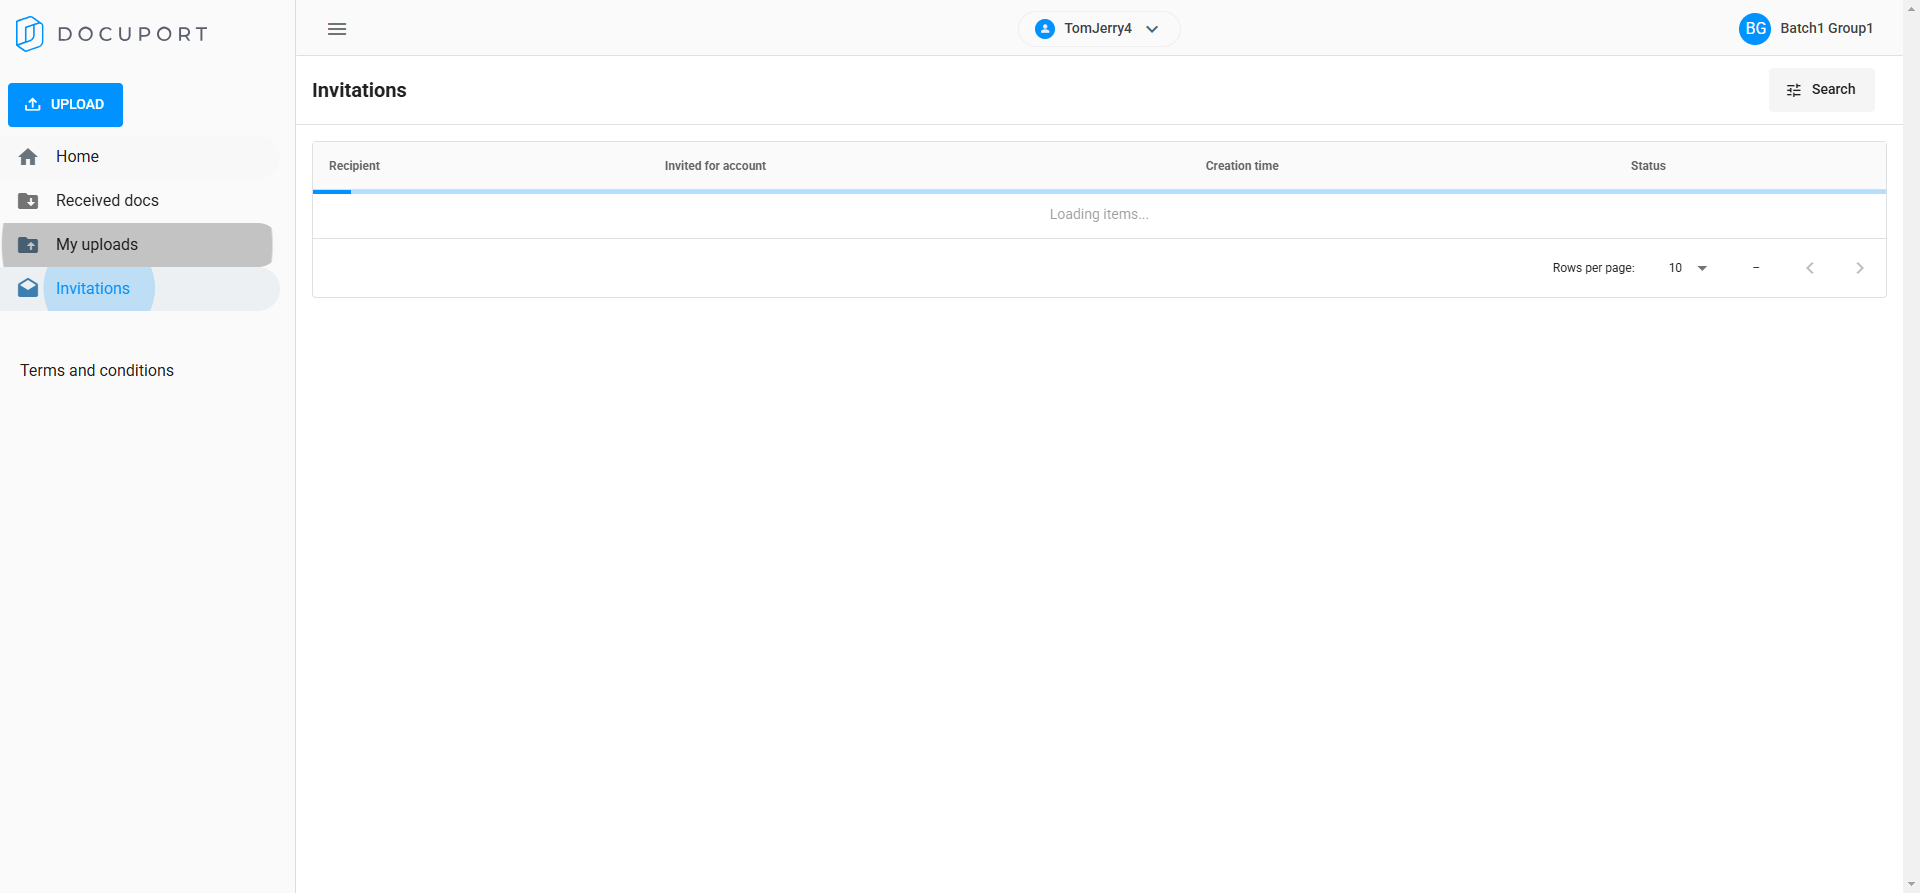 DOCUPORT
TomJerry4
BG Batch1 Group1
UPLOAD
Home
Received docs
My uploads
Invitations
Terms and conditions
Invitations
Search
Recipient Invited for account Creation time Status
Loading items...
Rows per page: 10 –